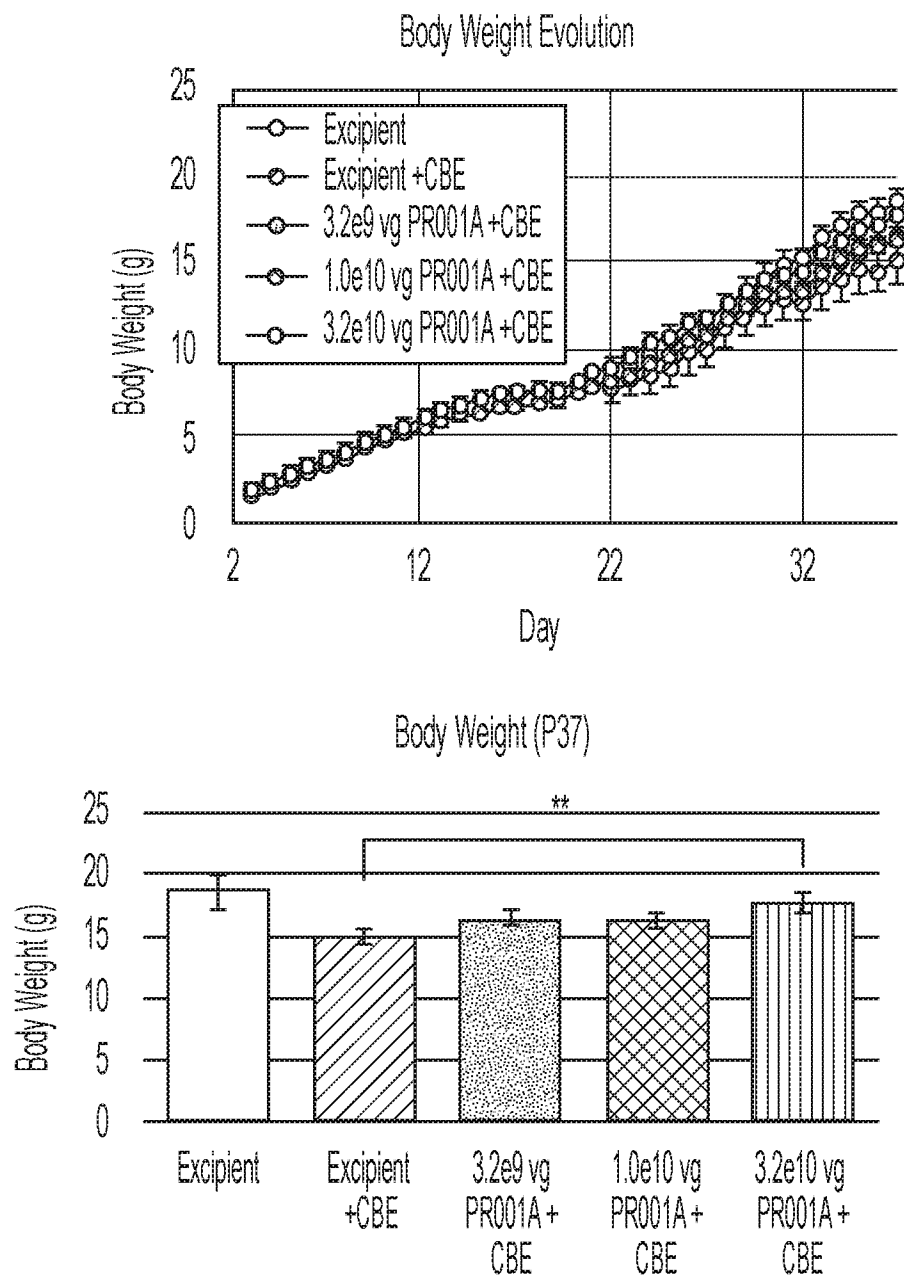 Body Weight Evolution
25
20
15
10
5
0
Body Weight (g)
Excipient
Excipient +CBE
3.2e9 vg PR001A +CBE
1.0e10 vg PR001A +CBE
3.2e10 vg PR001A +CBE
2 12 22 32
Day
Body Weight (P37)
25
20
15
10
5
0
Body Weight (g)
**
Excipient
Excipient
+CBE
3.2e9 vg
PR001A +
CBE
1.0e10 vg
PR001A +
CBE
3.2e10 vg
PR001A +
CBE